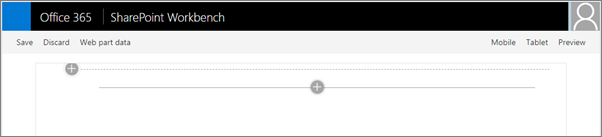 Office 365 SharePoint Workbench
Save Discard Web part data Mobile Tablet Preview